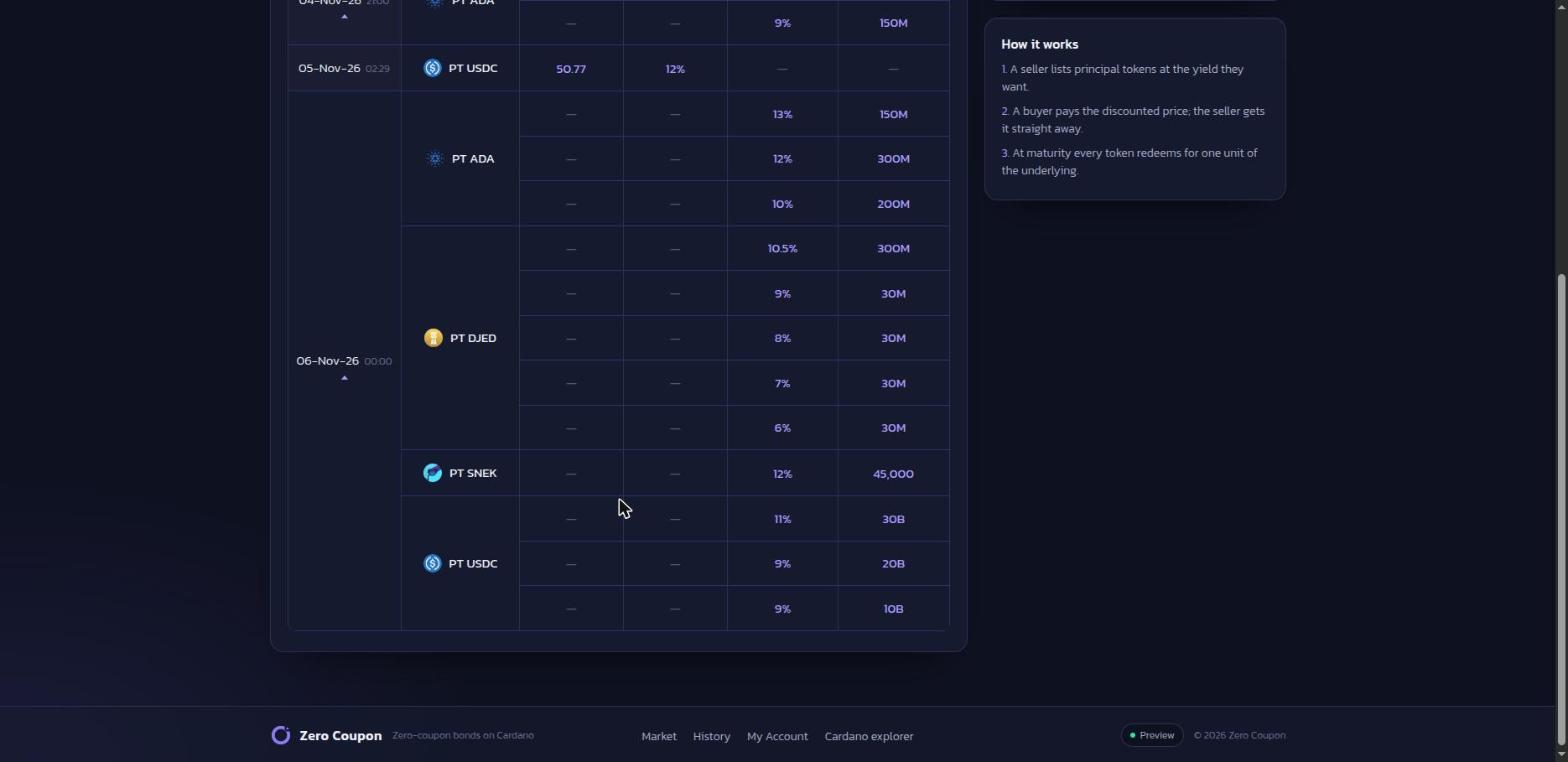 04-Nov-26 21:00
PT ADA
— — 9% 150M
05-Nov-26 02:29 PT USDC 50.77 12% — —
— — 13% 150M
PT ADA — — 12% 300M
— — 10% 200M
— — 10.5% 300M
— — 9% 30M
PT DJED — — 8% 30M
06-Nov-26 00:00
— — 7% 30M
— — 6% 30M
PT SNEK — — 12% 45,000
— — 11% 30B
PT USDC — — 9% 20B
— — 9% 10B
How it works
1. A seller lists principal tokens at the yield they
want.
2. A buyer pays the discounted price; the seller gets
it straight away.
3. At maturity every token redeems for one unit of
the underlying.
Zero Coupon Zero-coupon bonds on Cardano Market History My Account Cardano explorer Preview © 2026 Zero Coupon